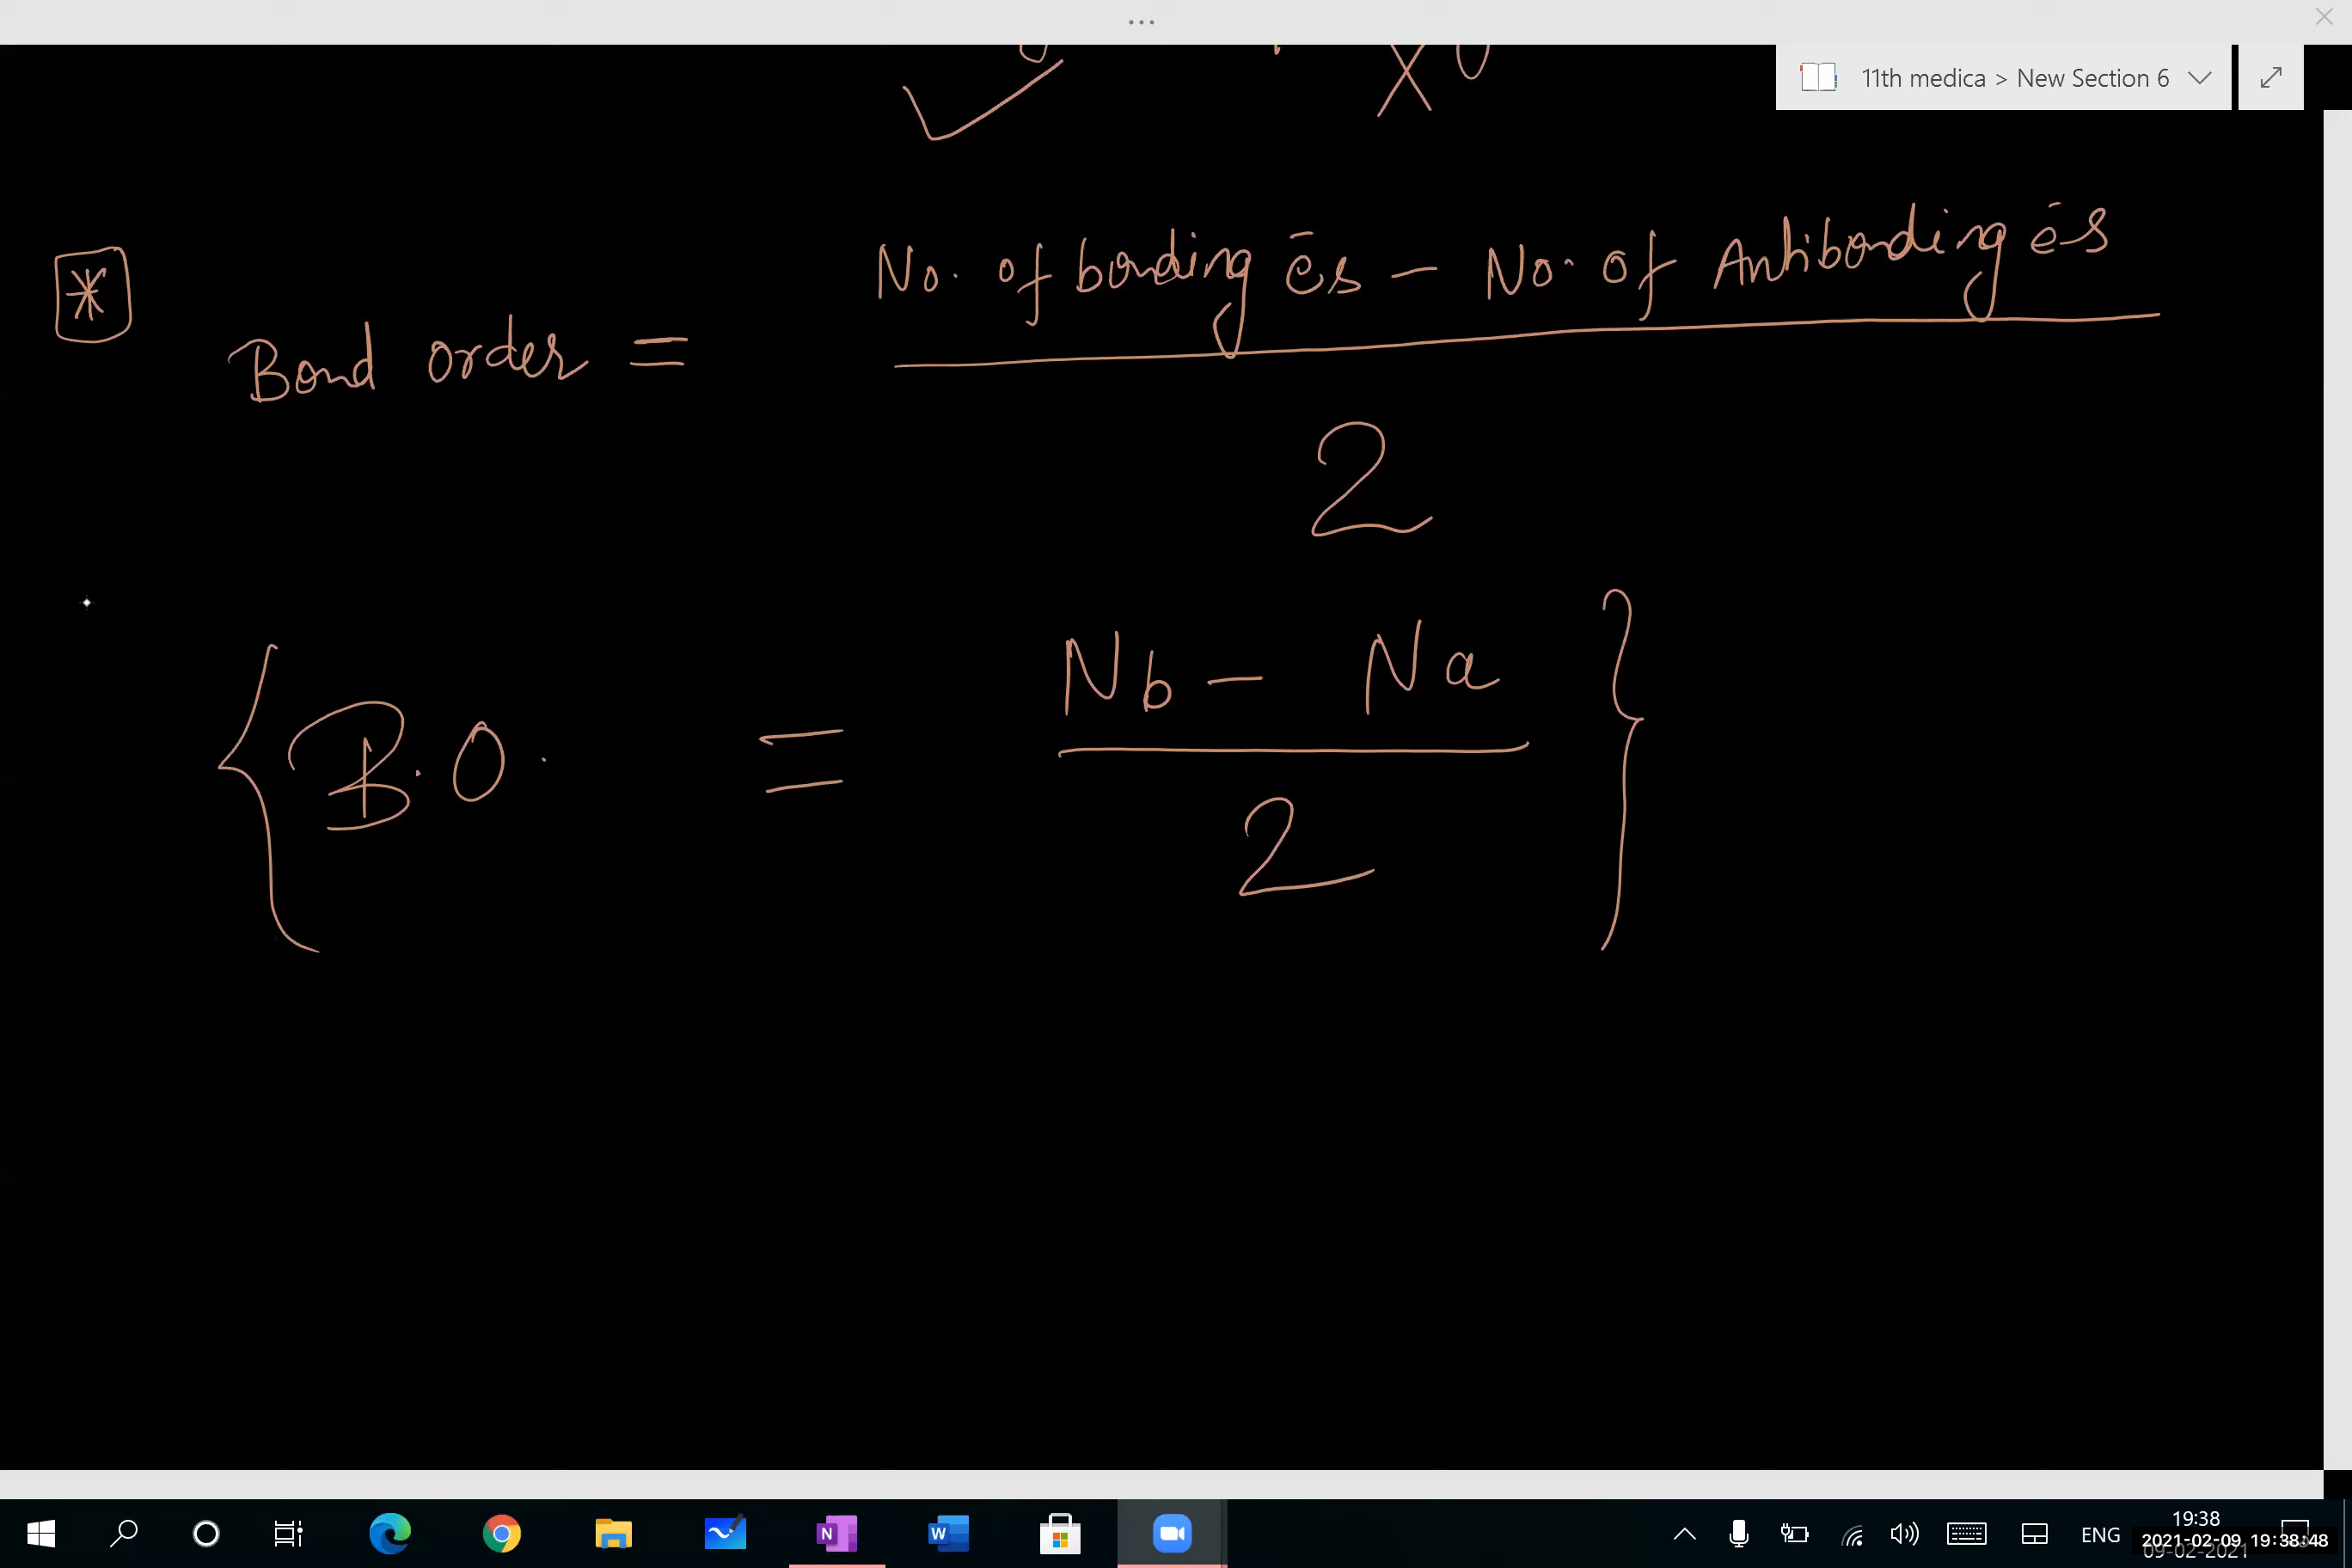 11th medica > New Section 6
No. of bonding ēs - No. of Antibonding ēs
Bond order =
2
Nb - Na
B.O. =
2
ENG
19:38
09-02-2021
2021-02-09 19:38:48